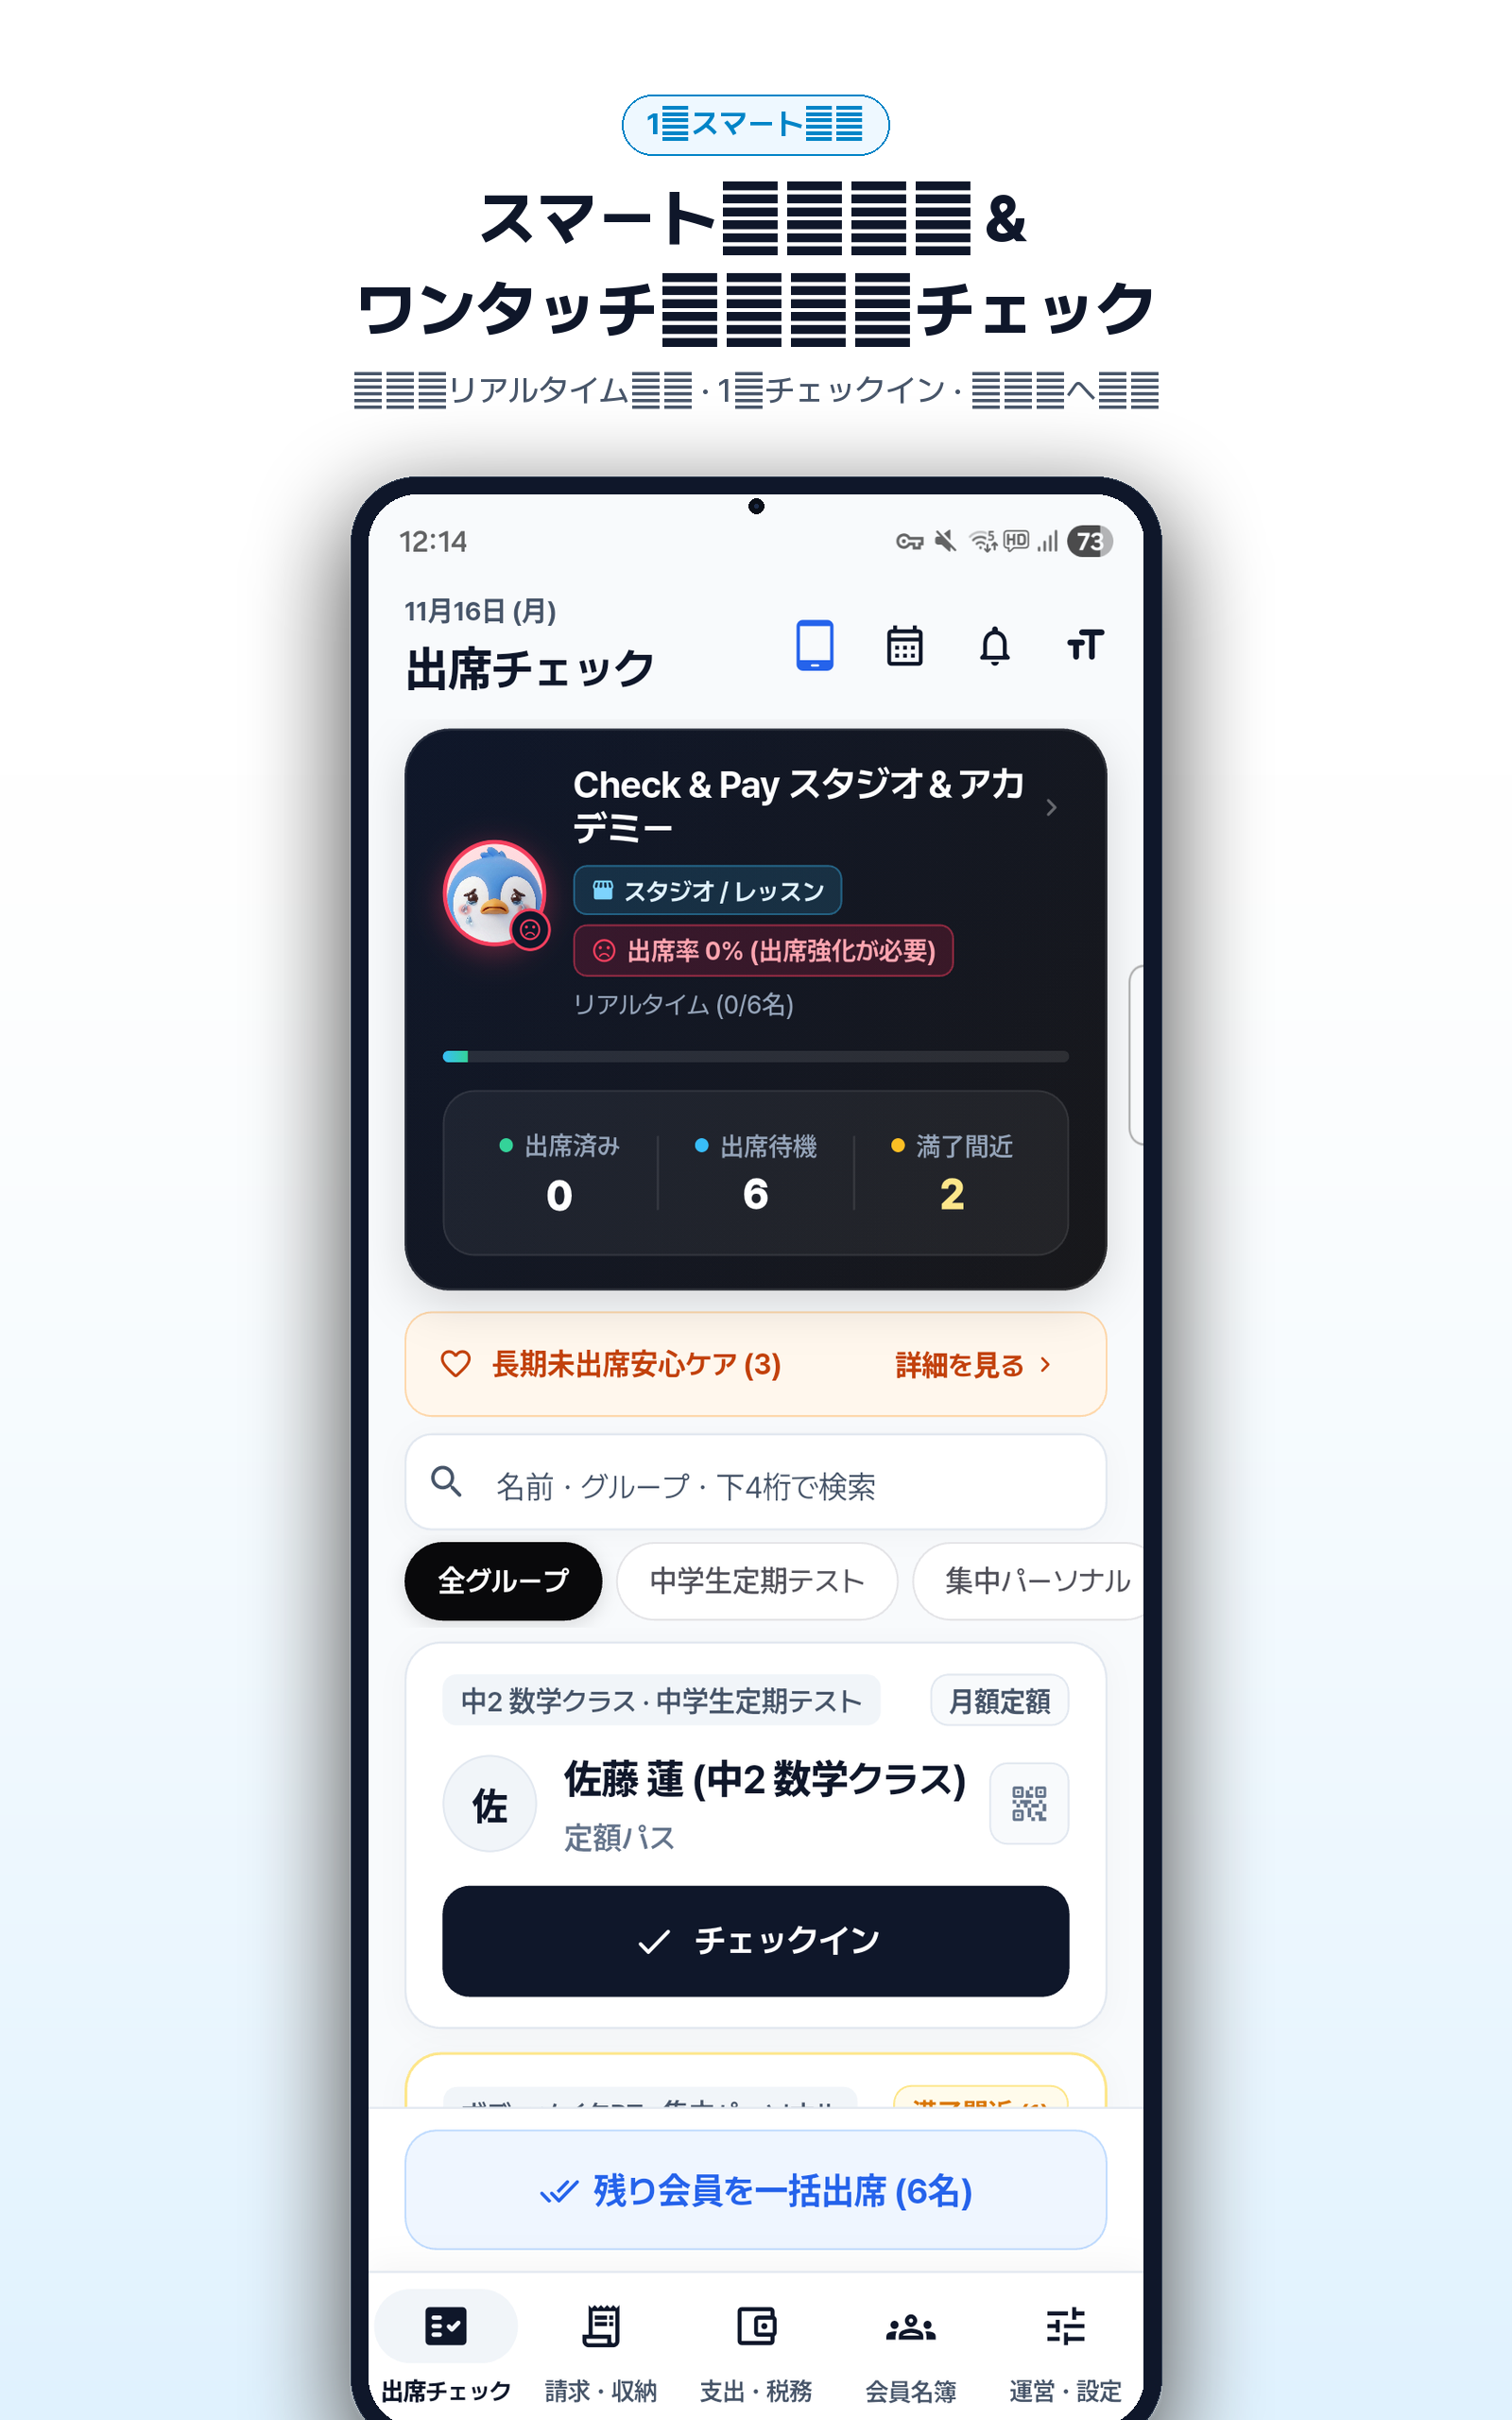 スマート &
ワンタッチ チェック
リアルタイム · 1 チェックイン · へ
12:14
HD
73
11月16日 (月)
出席チェック
Check & Pay スタジオ & アカ
デミー
スタジオ / レッスン
出席率 0% (出席強化が必要)
リアルタイム (0/6名)
出席済み
出席待機
満了間近
0
6
2
長期未出席安心ケア (3)
詳細を見る
名前・グループ・下4桁で検索
全グループ
中学生定期テスト
集中パーソナル
中2 数学クラス · 中学生定期テスト
月額定額
佐
佐藤 蓮 (中2 数学クラス)
定額パス
チェックイン
残り会員を一括出席 (6名)
出席チェック
請求・収納
支出・税務
会員名簿
運営・設定